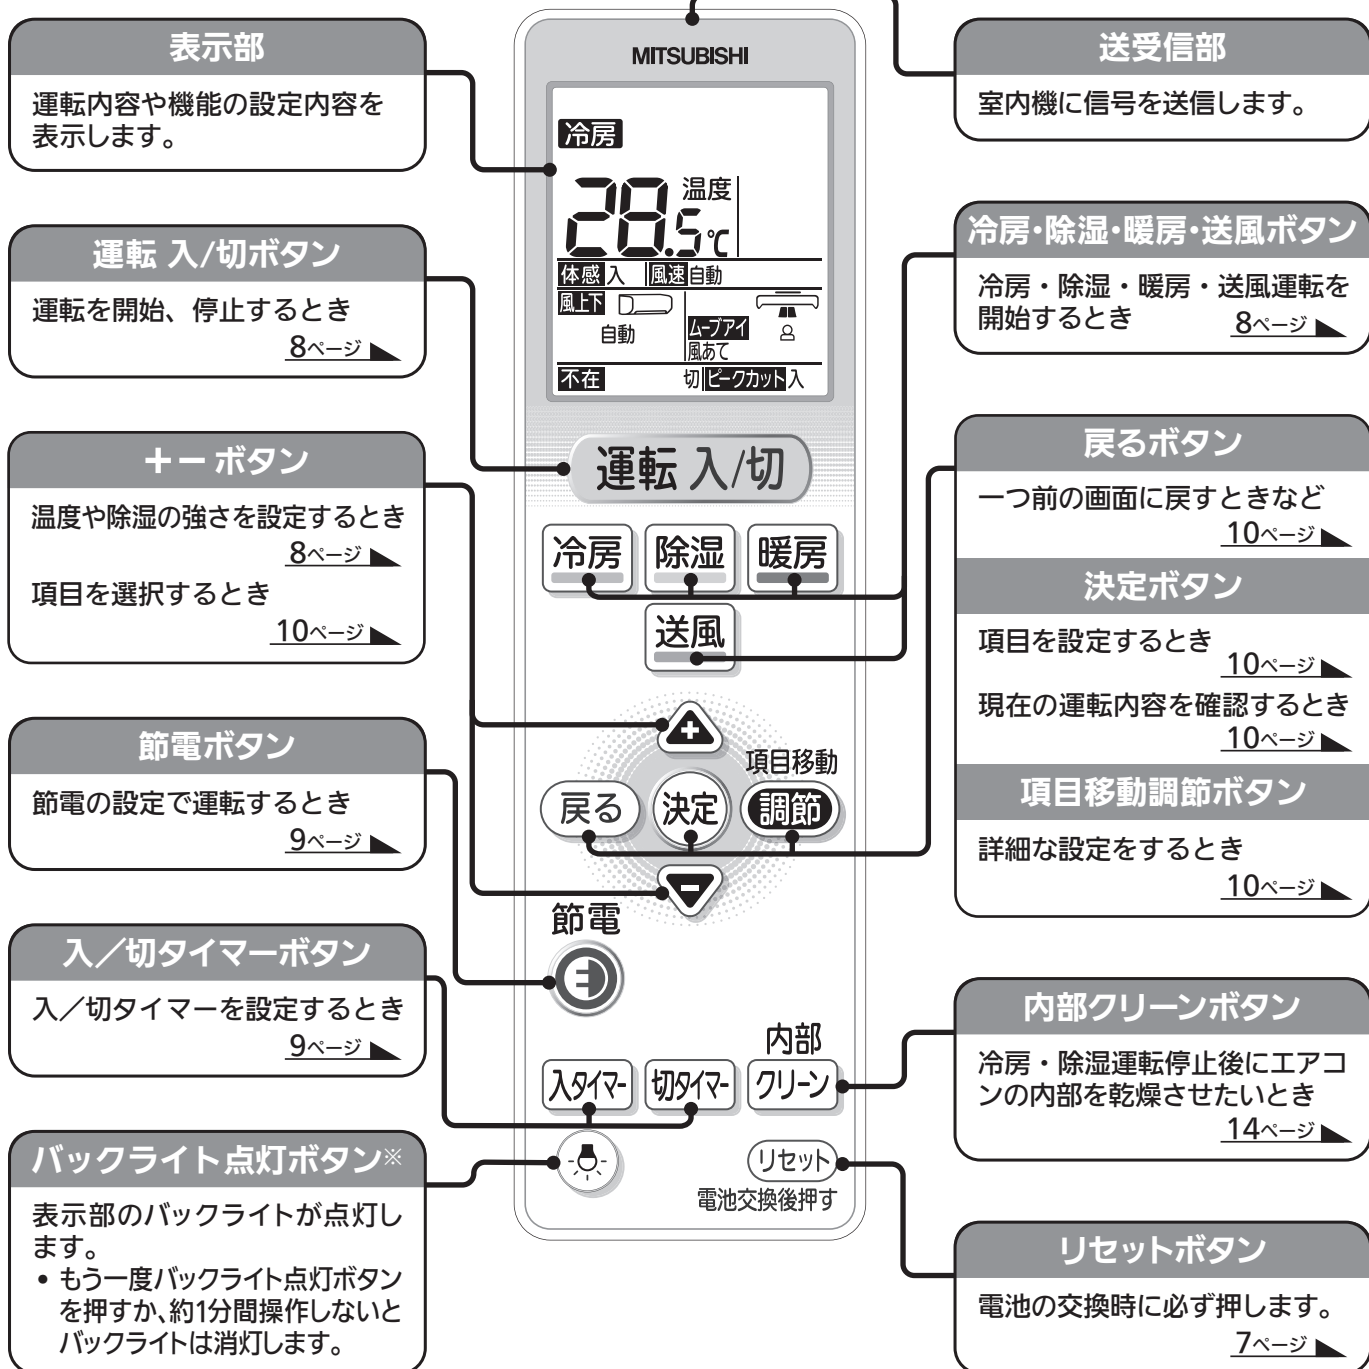 表示部
運転内容や機能の設定内容を
表示します。
運転 入/切ボタン
運転を開始、停止するとき
8ページ
＋－ ボタン
温度や除湿の強さを設定するとき
8ページ
項目を選択するとき
10ページ
節電ボタン
節電の設定で運転するとき
9ページ
入／切タイマーボタン
入／切タイマーを設定するとき
9ページ
バックライト点灯ボタン※
表示部のバックライトが点灯し
ます。
• もう一度バックライト点灯ボタン
を押すか、約1分間操作しないと
バックライトは消灯します。
MITSUBISHI
冷房
温度
28.5℃
体感 入 風速 自動
風上下
自動
ムーブアイ
風あて
不在 切 ピークカット 入
運転 入/切
冷房 除湿 暖房
送風
+
項目移動
戻る 決定 調節
-
節電
内部
入タイマー 切タイマー クリーン
リセット
電池交換後押す
送受信部
室内機に信号を送信します。
冷房・除湿・暖房・送風ボタン
冷房・除湿・暖房・送風運転を
開始するとき 8ページ
戻るボタン
一つ前の画面に戻すときなど
10ページ
決定ボタン
項目を設定するとき
10ページ
現在の運転内容を確認するとき
10ページ
項目移動調節ボタン
詳細な設定をするとき
10ページ
内部クリーンボタン
冷房・除湿運転停止後にエアコ
ンの内部を乾燥させたいとき
14ページ
リセットボタン
電池の交換時に必ず押します。
7ページ